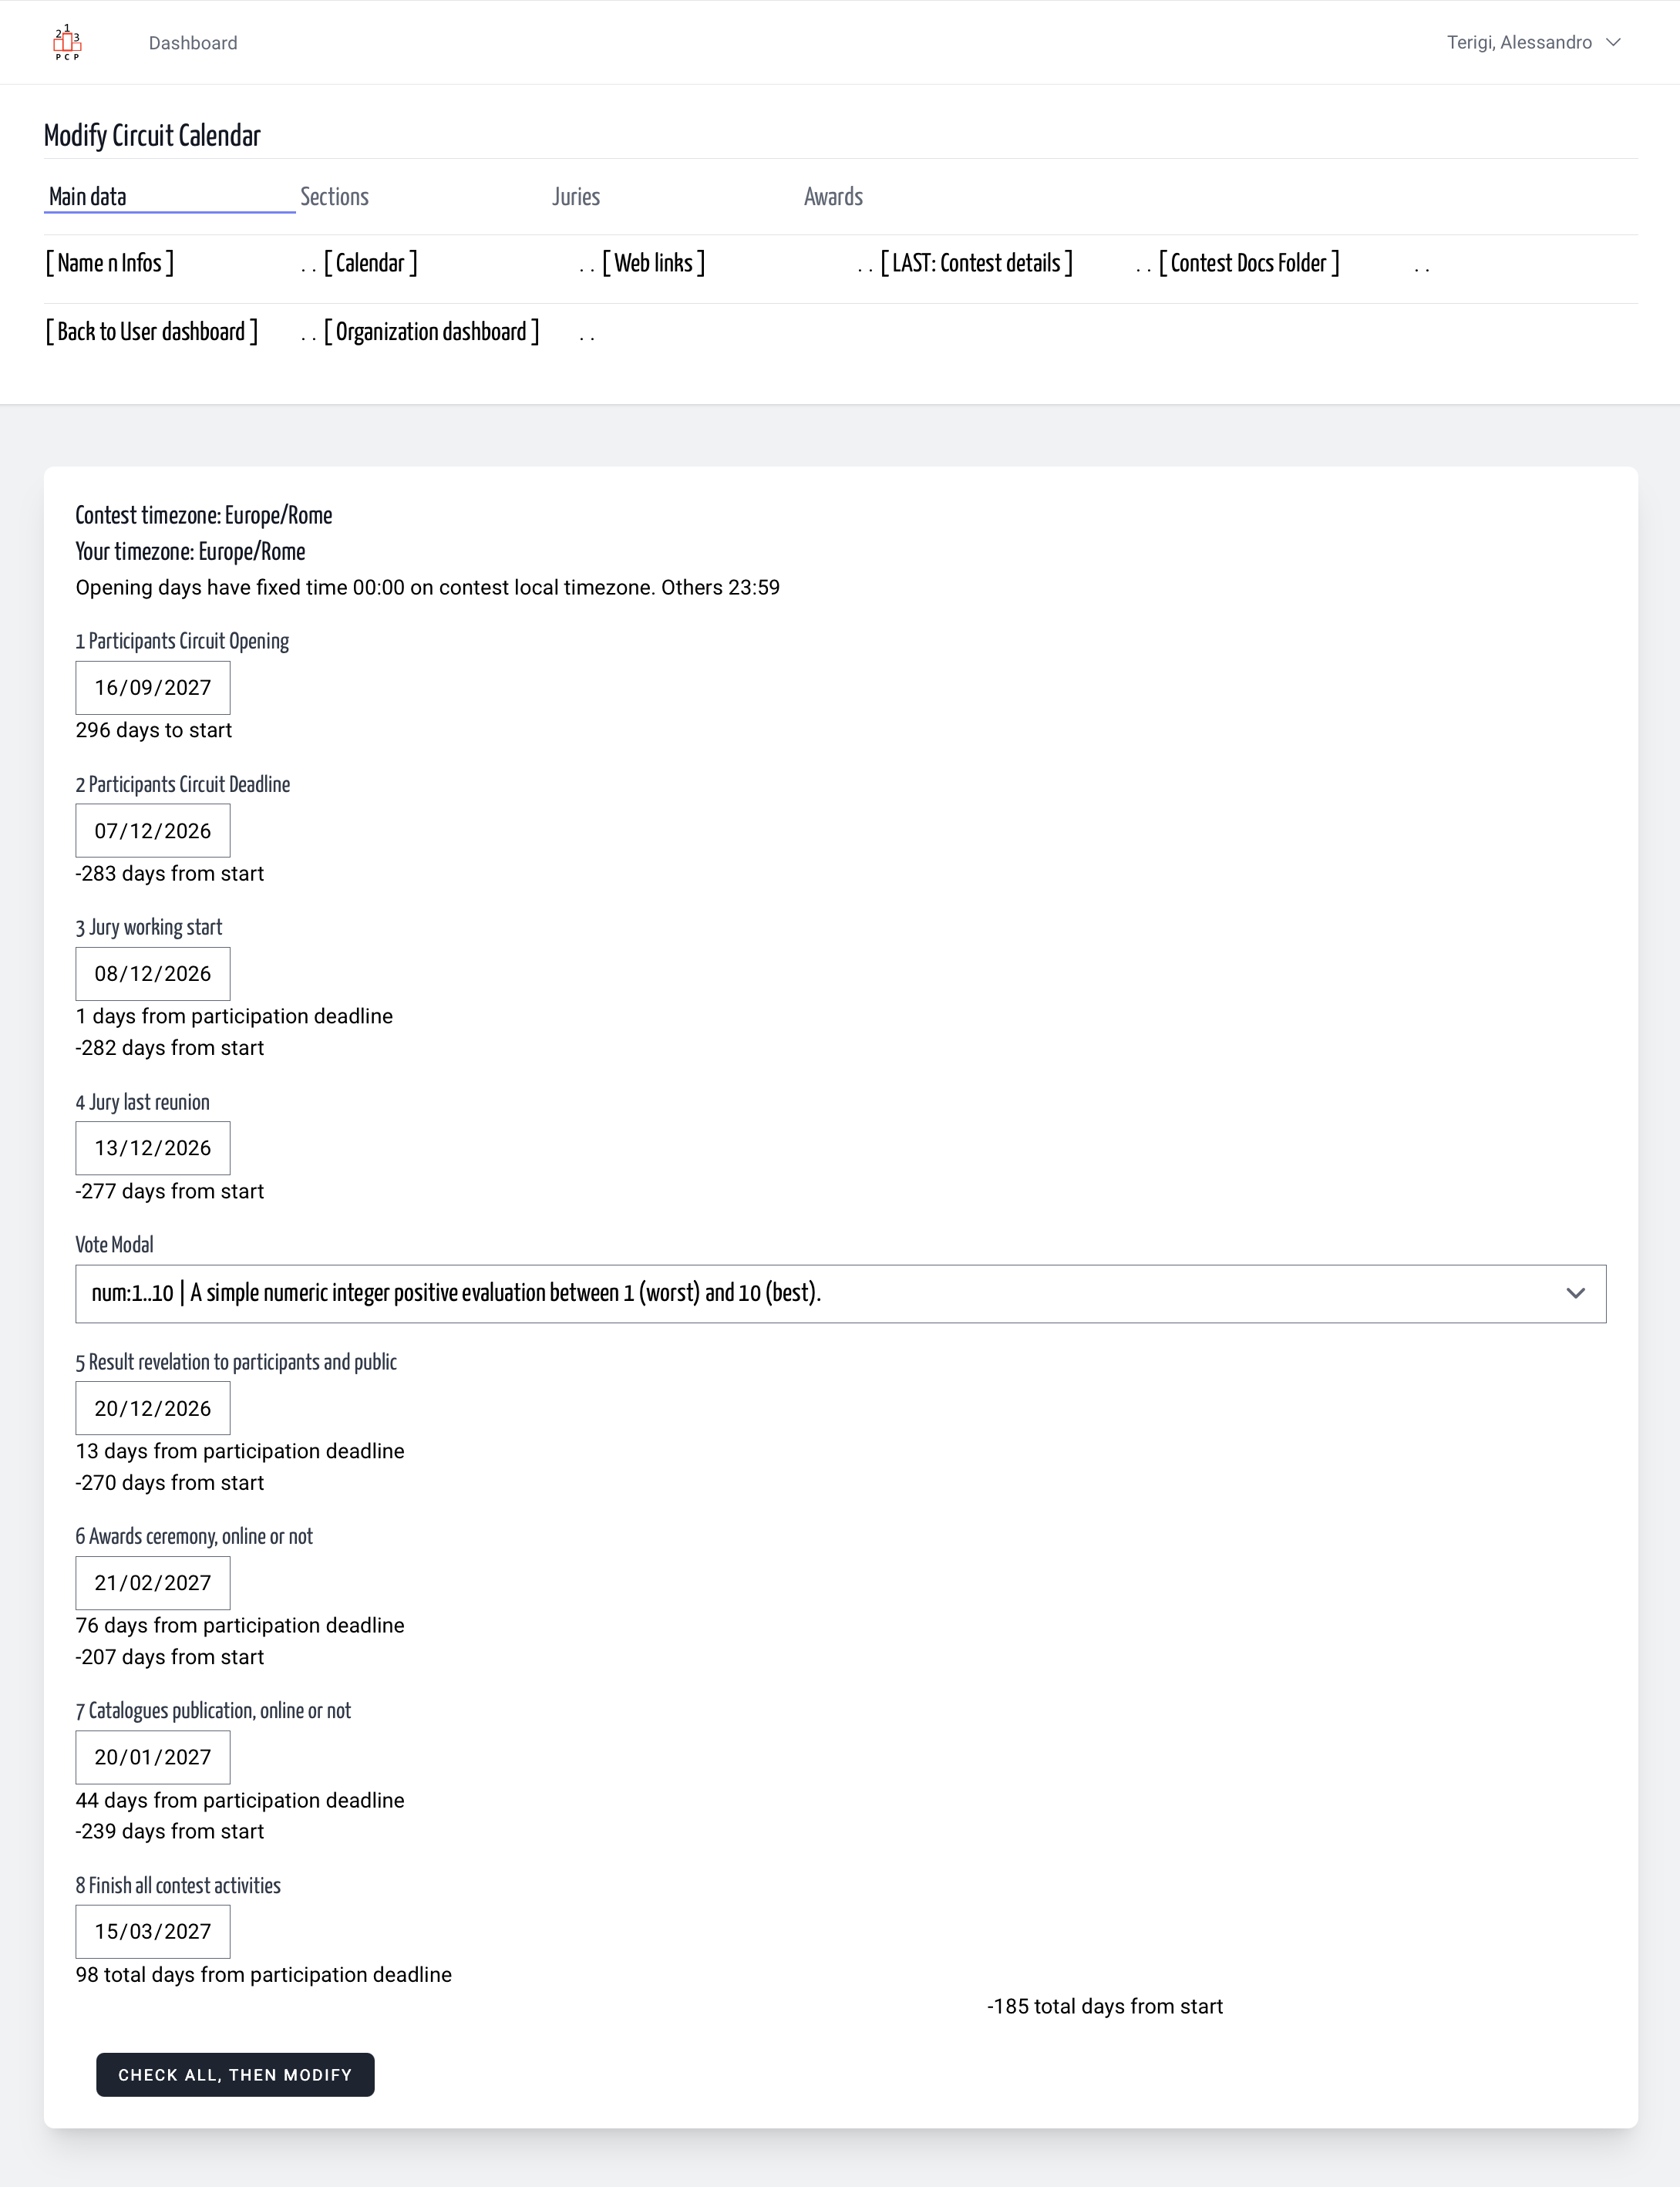 2 1 3
P C P
Dashboard
Terigi, Alessandro
Modify Circuit Calendar
Main data Sections Juries Awards
[ Name n Infos ] . . [ Calendar ] . . [ Web links ] . . [ LAST: Contest details ] . . [ Contest Docs Folder ] . .
[ Back to User dashboard ] . . [ Organization dashboard ] . .
Contest timezone: Europe/Rome
Your timezone: Europe/Rome
Opening days have fixed time 00:00 on contest local timezone. Others 23:59
1 Participants Circuit Opening
16/09/2027
296 days to start
2 Participants Circuit Deadline
07/12/2026
-283 days from start
3 Jury working start
08/12/2026
1 days from participation deadline
-282 days from start
4 Jury last reunion
13/12/2026
-277 days from start
Vote Modal
num:1..10 | A simple numeric integer positive evaluation between 1 (worst) and 10 (best).
5 Result revelation to participants and public
20/12/2026
13 days from participation deadline
-270 days from start
6 Awards ceremony, online or not
21/02/2027
76 days from participation deadline
-207 days from start
7 Catalogues publication, online or not
20/01/2027
44 days from participation deadline
-239 days from start
8 Finish all contest activities
15/03/2027
98 total days from participation deadline
-185 total days from start
CHECK ALL, THEN MODIFY